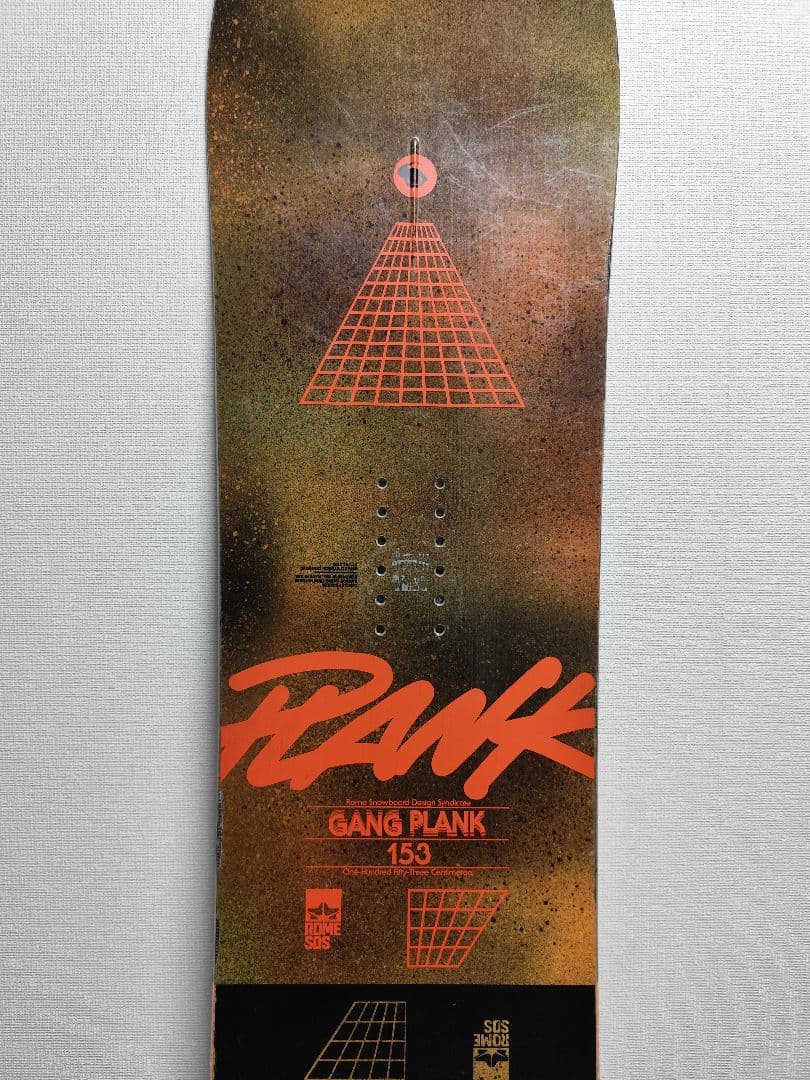 PLANK
Rome Snowboard Design Syndicate
GANG PLANK
153
One-Hundred Fifty-Three Centimeters
ROME
SDS
ROME
SDS